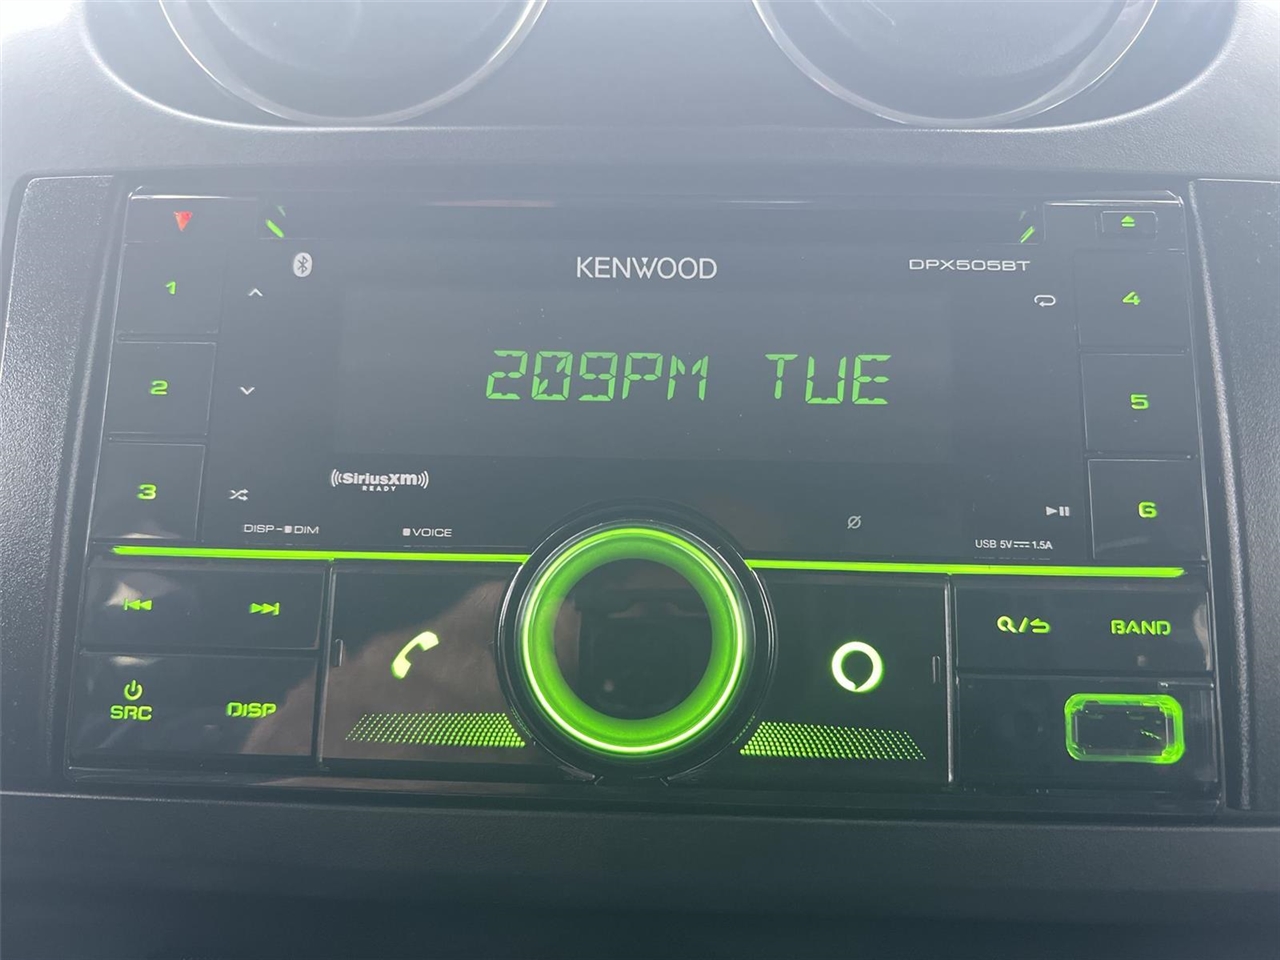 KENWOOD
DPX505BT
1
4
209PM TUE
2
5
((SiriusXM))
READY
3
6
DISP-■DIM
■VOICE
USB 5V⎓1.5A
Q/⮌
BAND
SRC
DISP